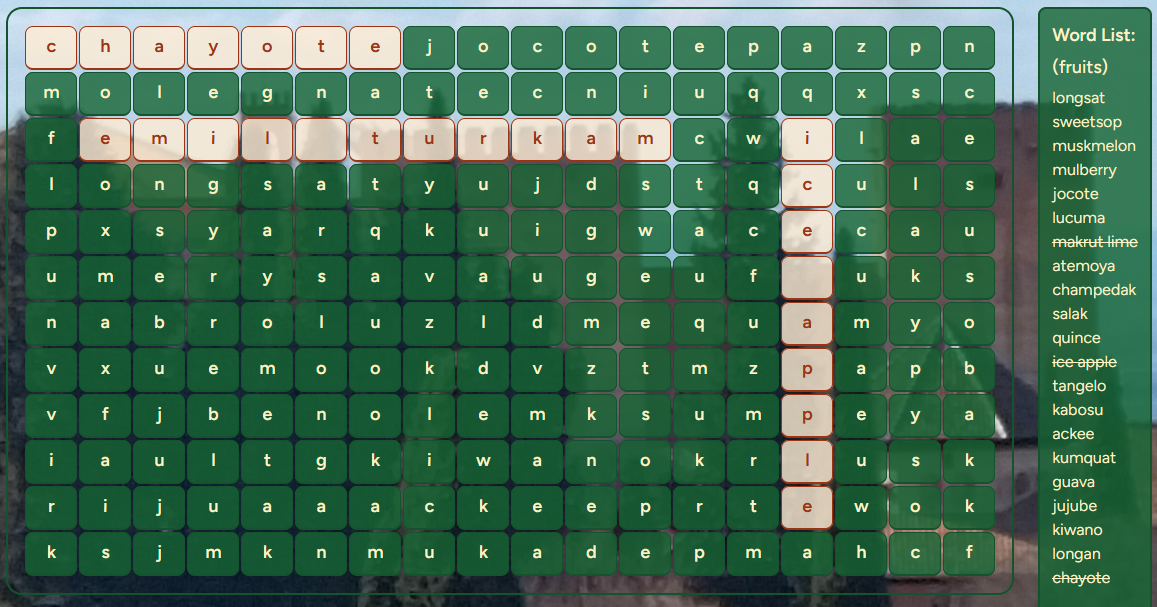 c h a y o t e j o c o t e p a z p n
m o l e g n a t e c n i u q q x s c
f e m i l t u r k a m c w i l a e
l o n g s a t y u j d s t q c u l s
p x s y a r q k u i g w a c e c a u
u m e r y s a v a u g e u f u k s
n a b r o l u z l d m e q u a m y o
v x u e m o o k d v z t m z p a p b
v f j b e n o l e m k s u m p e y a
i a u l t g k i w a n o k r l u s k
r i j u a a a c k e e p r t e w o k
k s j m k n m u k a d e p m a h c f
Word List:
(fruits)
longsat
sweetsop
muskmelon
mulberry
jocote
lucuma
makrut lime
atemoya
champedak
salak
quince
ice apple
tangelo
kabosu
ackee
kumquat
guava
jujube
kiwano
longan
chayote